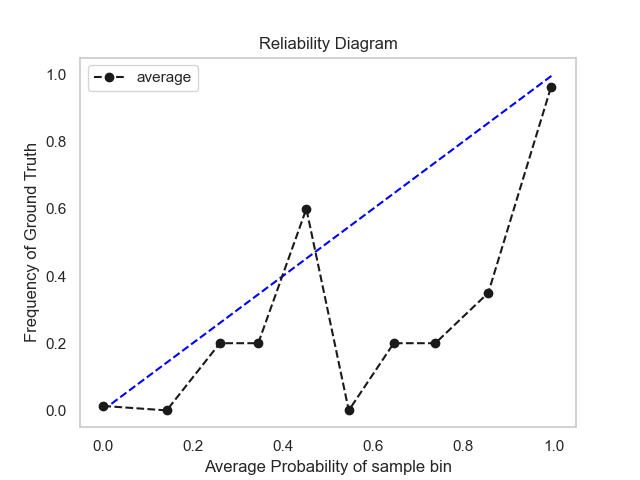 Reliability Diagram
average
Frequency of Ground Truth
1.0
0.8
0.6
0.4
0.2
0.0
0.0 0.2 0.4 0.6 0.8 1.0
Average Probability of sample bin